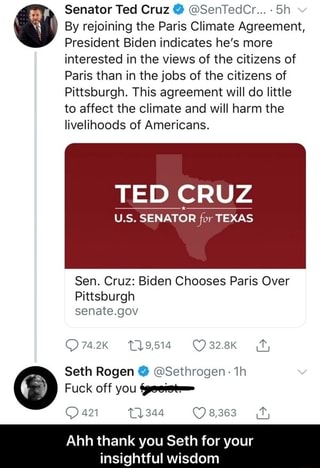 Senator Ted Cruz @SenTedCr... · 5h
By rejoining the Paris Climate Agreement,
President Biden indicates he's more
interested in the views of the citizens of
Paris than in the jobs of the citizens of
Pittsburgh. This agreement will do little
to affect the climate and will harm the
livelihoods of Americans.
TED CRUZ
U.S. SENATOR for TEXAS
Sen. Cruz: Biden Chooses Paris Over
Pittsburgh
senate.gov
74.2K 9,514 32.8K
Seth Rogen @Sethrogen · 1h
Fuck off you
421 344 8,363
Ahh thank you Seth for your
insightful wisdom